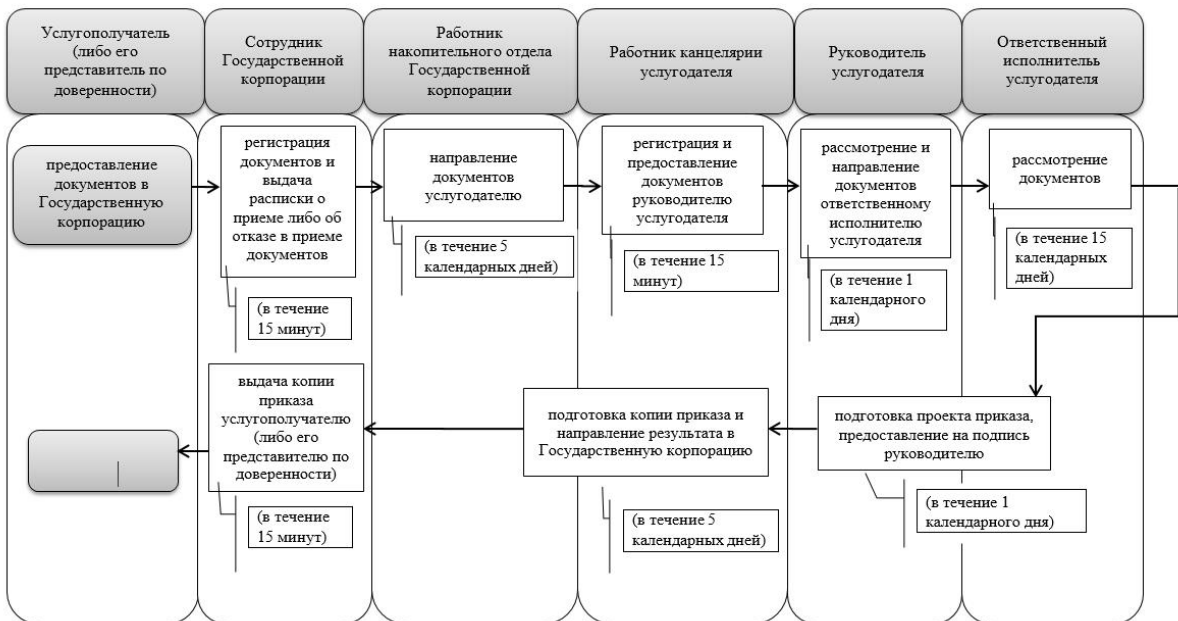 Услугополучатель
(либо его
представитель по
доверенности)
Сотрудник
Государственной
корпорации
Работник
накопительного отдела
Государственной
корпорации
Работник канцелярии
услугодателя
Руководитель
услугодателя
Ответственный
исполнитель
услугодателя
предоставление
документов в
Государственную
корпорацию
регистрация
документов и
выдача
расписки о
приеме либо об
отказе в приеме
документов
(в течение
15 минут)
направление
документов
услугодателю
(в течение 5
календарных дней)
регистрация и
предоставление
документов
руководителю
услугодателя
(в течение 15
минут)
рассмотрение и
направление
документов
ответственному
исполнителю
услугодателя
(в течение 1
календарного
дня)
рассмотрение
документов
(в течение 15
календарных
дней)
выдача копии
приказа
услугополучателю
(либо его
представителю по
доверенности)
(в течение
15 минут)
подготовка копии приказа и
направление результата в
Государственную корпорацию
(в течение 5
календарных дней)
подготовка проекта приказа,
предоставление на подпись
руководителю
(в течение 1
календарного дня)